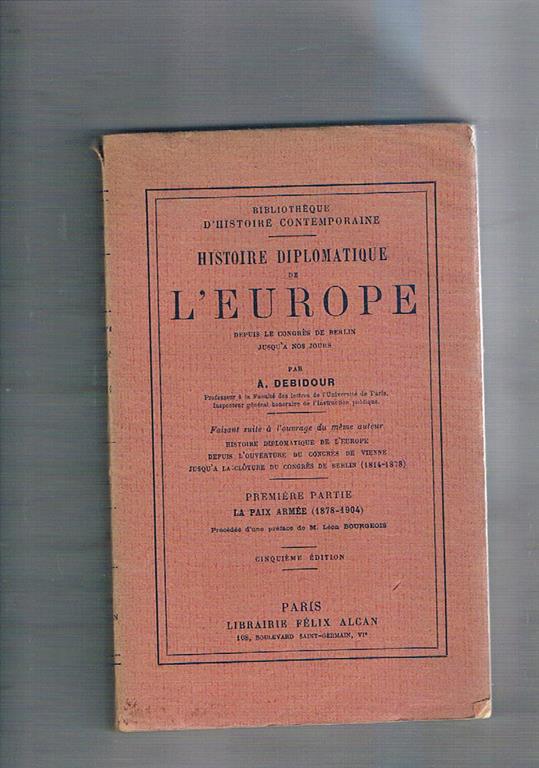 BIBLIOTHÈQUE
D'HISTOIRE CONTEMPORAINE
HISTOIRE DIPLOMATIQUE
DE
L'EUROPE
DEPUIS LE CONGRÈS DE BERLIN
JUSQU'A NOS JOURS
PAR
A. DEBIDOUR
Professeur à la Faculté des lettres de l'Université de Paris,
Inspecteur général honoraire de l'Instruction publique.
Faisant suite à l'ouvrage du même auteur
HISTOIRE DIPLOMATIQUE DE L'EUROPE
DEPUIS L'OUVERTURE DU CONGRÈS DE VIENNE
JUSQU'A LA CLÔTURE DU CONGRÈS DE BERLIN (1814-1878)
PREMIÈRE PARTIE
LA PAIX ARMÉE (1878-1904)
Précédée d'une préface de M. Léon BOURGEOIS
CINQUIÈME ÉDITION
PARIS
LIBRAIRIE FÉLIX ALCAN
108, BOULEVARD SAINT-GERMAIN, VIe